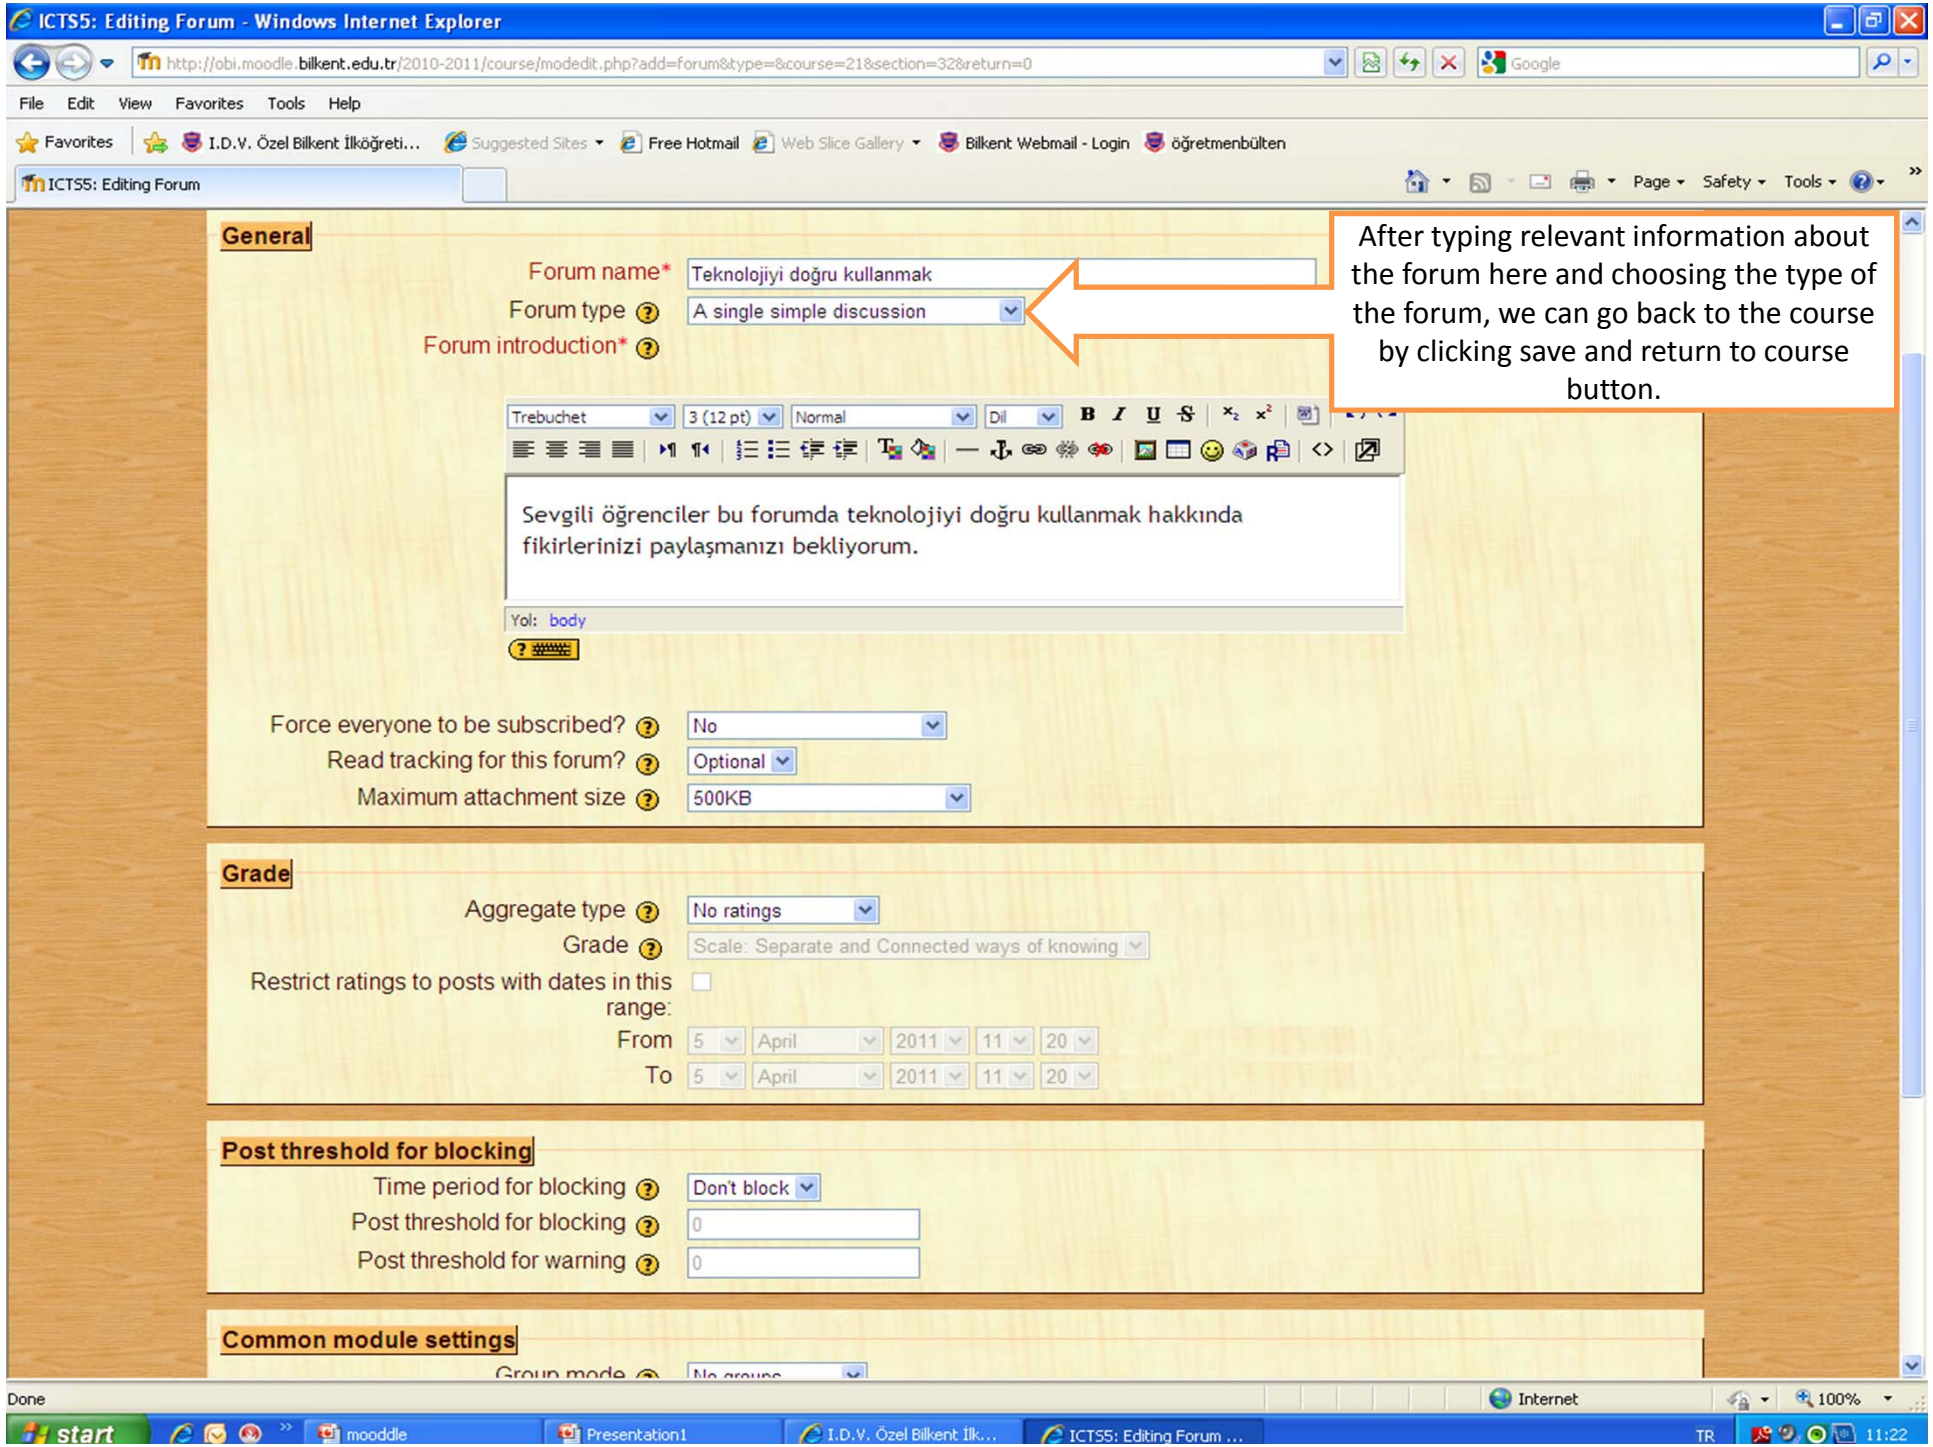 ICTS5: Editing Forum - Windows Internet Explorer
http://obi.moodle.bilkent.edu.tr/2010-2011/course/modedit.php?add=forum&type=&course=21&section=32&return=0
Google
File Edit View Favorites Tools Help
Favorites I.D.V. Özel Bilkent İlköğreti... Suggested Sites Free Hotmail Web Slice Gallery Bilkent Webmail - Login öğretmenbülten
ICTS5: Editing Forum
Page Safety Tools »
General
Forum name* Teknolojiyi doğru kullanmak
Forum type A single simple discussion
Forum introduction*
After typing relevant information about
the forum here and choosing the type of
the forum, we can go back to the course
by clicking save and return to course
button.
Trebuchet 3 (12 pt) Normal Dil B I U S x₂ x²
Sevgili öğrenciler bu forumda teknolojiyi doğru kullanmak hakkında
fikirlerinizi paylaşmanızı bekliyorum.
Yol: body
Force everyone to be subscribed? No
Read tracking for this forum? Optional
Maximum attachment size 500KB
Grade
Aggregate type No ratings
Grade Scale: Separate and Connected ways of knowing
Restrict ratings to posts with dates in this
range:
From 5 April 2011 11 20
To 5 April 2011 11 20
Post threshold for blocking
Time period for blocking Don't block
Post threshold for blocking 0
Post threshold for warning 0
Common module settings
Group mode No groups
Done Internet 100%
start » mooddle Presentation1 I.D.V. Özel Bilkent İlk... ICTS5: Editing Forum ... TR 11:22